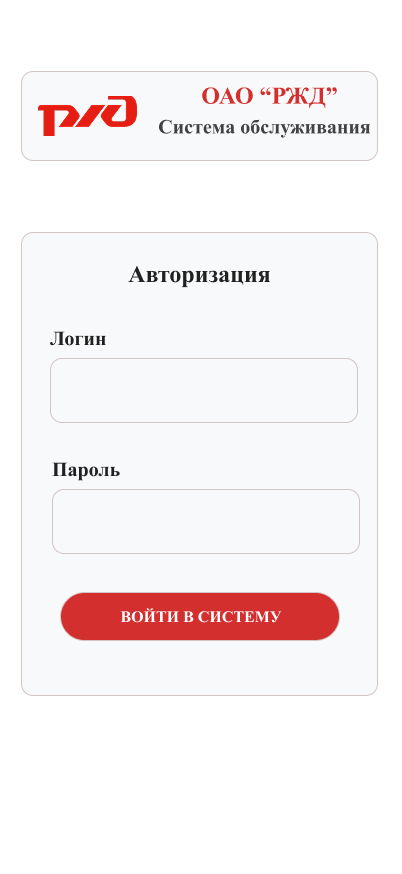 ржд
ОАО “РЖД”
Система обслуживания
Авторизация
Логин
Пароль
ВОЙТИ В СИСТЕМУ